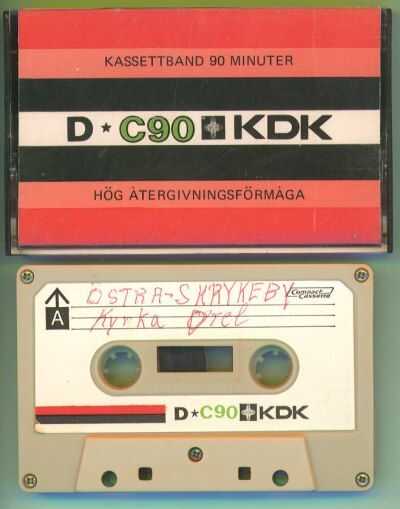 KASSETTBAND 90 MINUTER
D★C90 KDK
HÖG ÅTERGIVNINGSFÖRMÅGA
ÖSTRA-SKRYKEBY
Compact Cassette
A
Kyrka Orel
D★C90 KDK